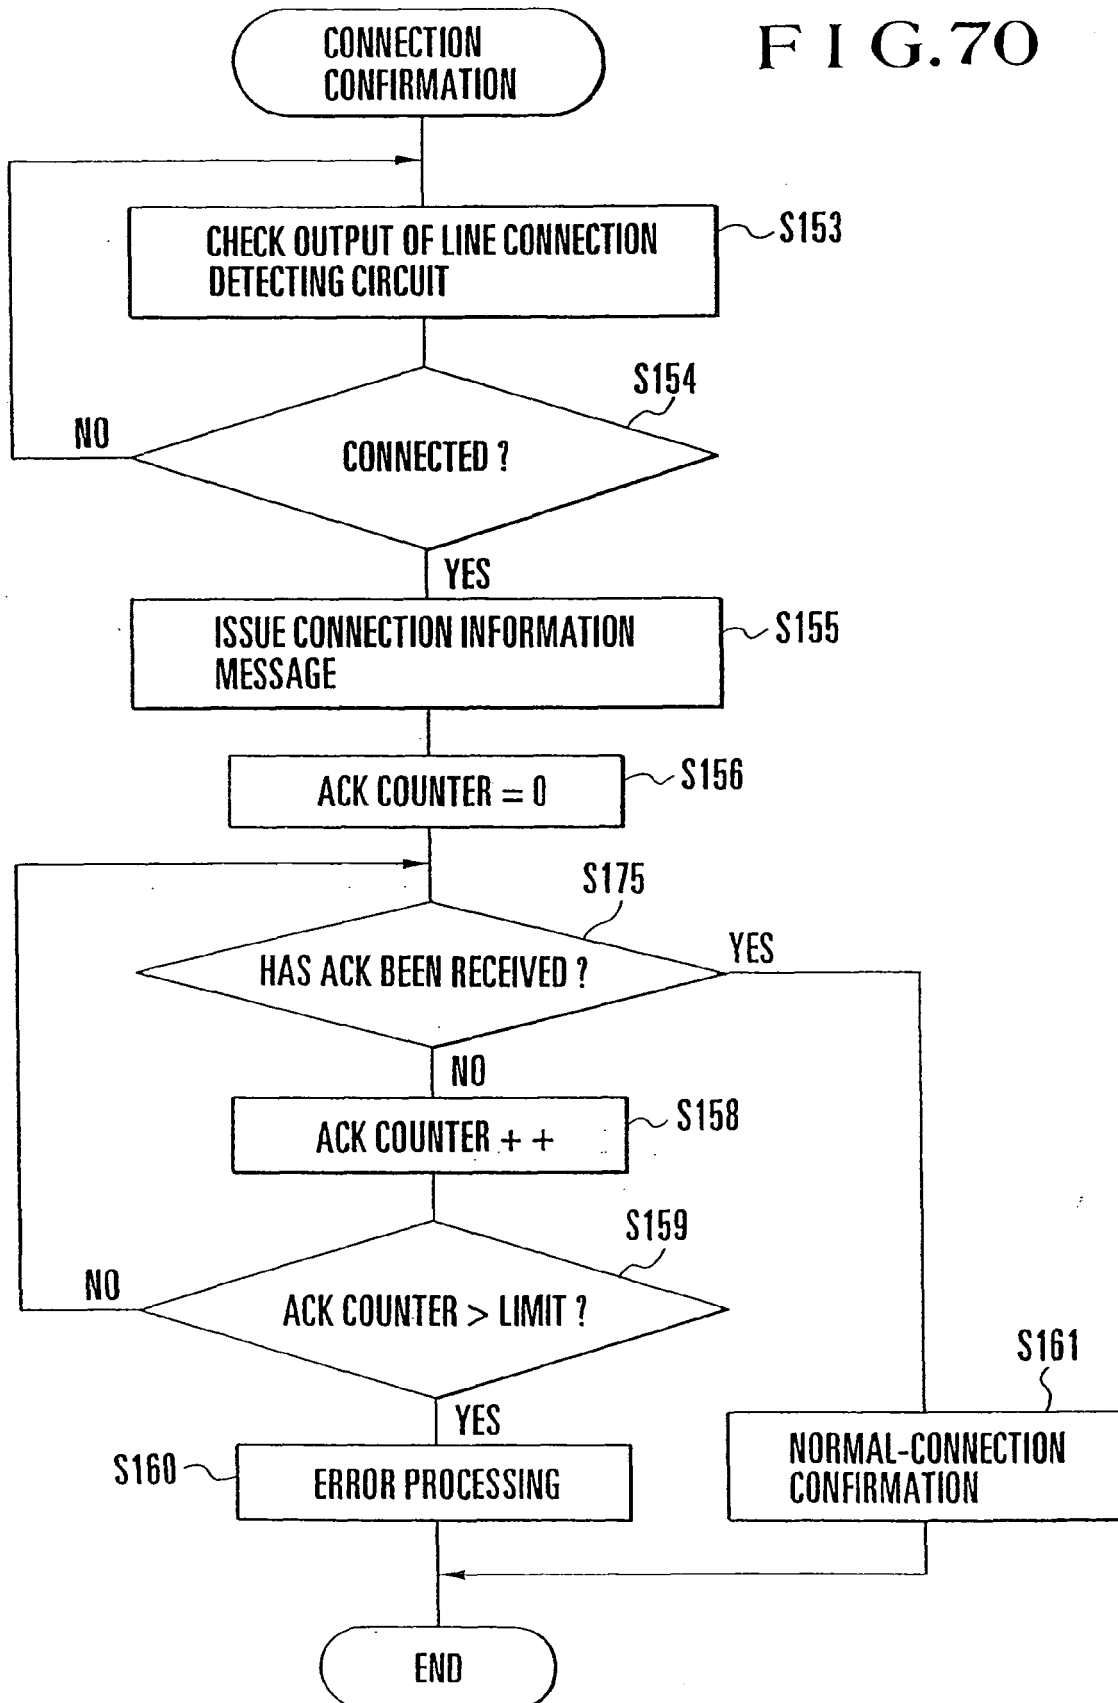 FIG.70
CONNECTION
CONFIRMATION
CHECK OUTPUT OF LINE CONNECTION
DETECTING CIRCUIT
S153
S154
NO
CONNECTED ?
YES
ISSUE CONNECTION INFORMATION
MESSAGE
S155
ACK COUNTER = 0
S156
S175
HAS ACK BEEN RECEIVED ?
YES
NO
ACK COUNTER + +
S158
S159
NO
ACK COUNTER > LIMIT ?
YES
S161
S160
ERROR PROCESSING
NORMAL-CONNECTION
CONFIRMATION
END